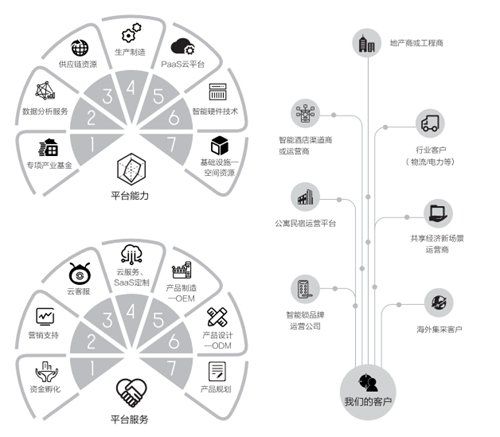 生产制造
供应链资源
PaaS云平台
数据分析服务
智能硬件技术
专项产业基金
基础设施—
空间资源
1
2
3
4
5
6
7
平台能力
云服务、
SaaS定制
云客服
产品制造
—OEM
营销支持
产品设计
—ODM
资金孵化
产品规划
1
2
3
4
5
6
7
平台服务
地产商或工程商
智能酒店渠道商
或运营商
行业客户
（物流/电力等）
公寓民宿运营平台
共享经济新场景
运营商
智能锁品牌
运营公司
海外集采客户
我们的客户